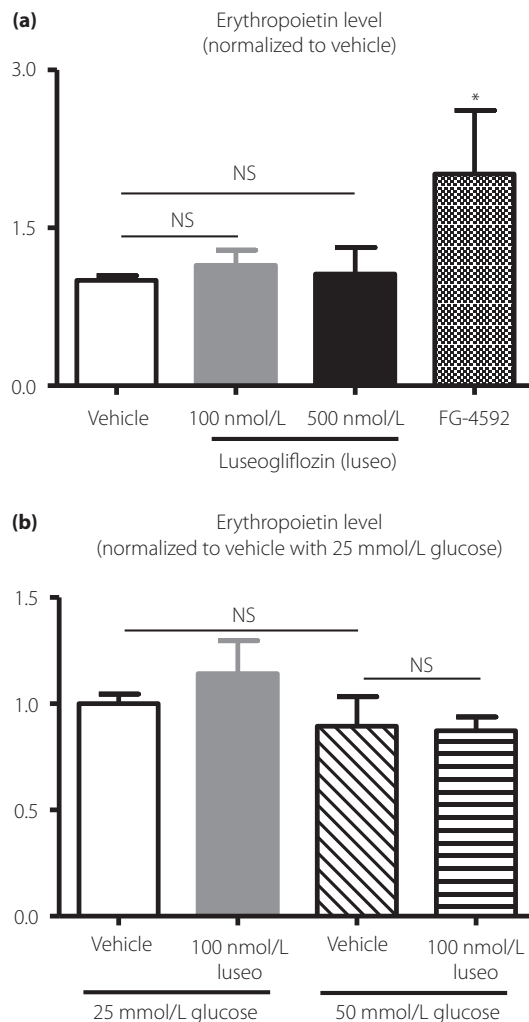 (a)
Erythropoietin level
(normalized to vehicle)
3.0
*
NS
NS
1.5
0.0
Vehicle
100 nmol/L
500 nmol/L
FG-4592
Luseogliflozin (luseo)
(b)
Erythropoietin level
(normalized to vehicle with 25 mmol/L glucose)
1.5
NS
NS
1.0
0.5
0.0
Vehicle
100 nmol/L
luseo
Vehicle
100 nmol/L
luseo
25 mmol/L glucose
50 mmol/L glucose